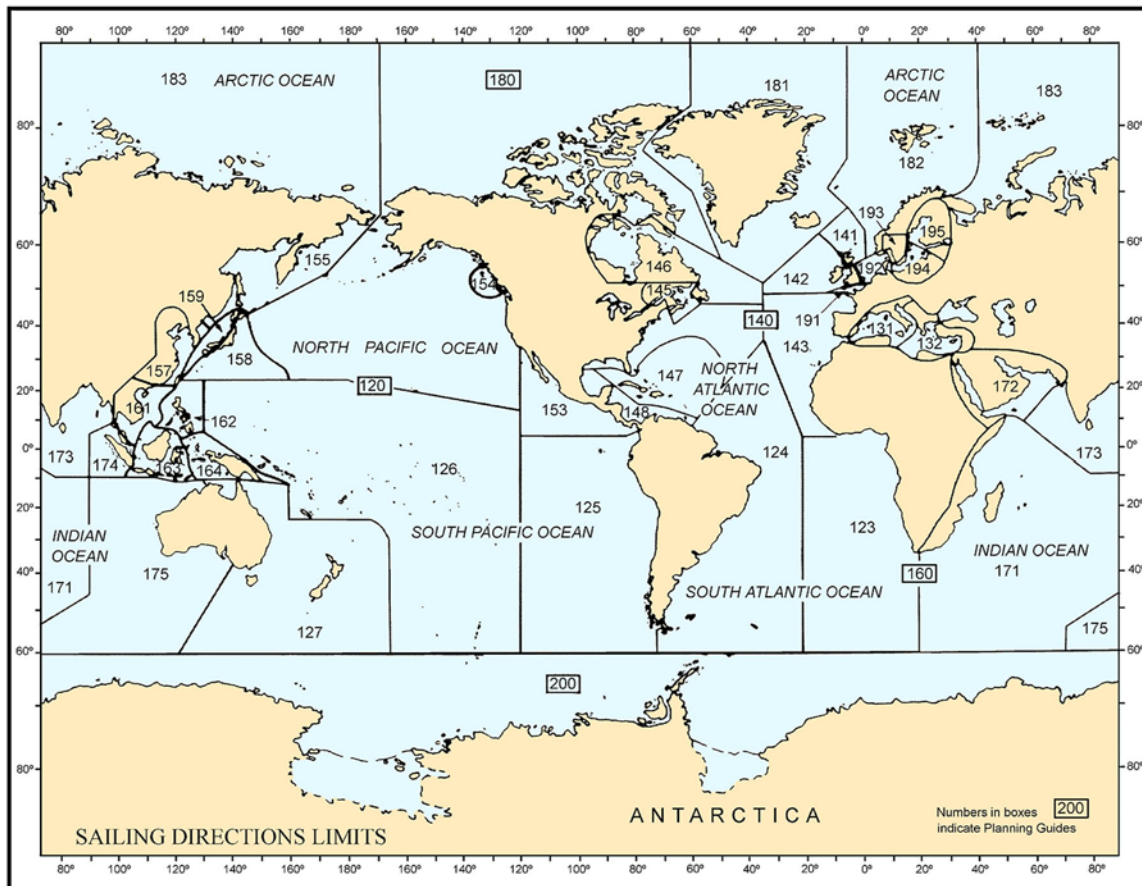 80° 100° 120° 140° 160° 180° 160° 140° 120° 100° 80° 60° 40° 20° 0° 20° 40° 60° 80°
183 ARCTIC OCEAN 180 181 ARCTIC OCEAN 183
80° 182 80°
193
60° 155 141 195 60°
159 154 146 142 192 194
145
40° 140 191 131 132 40°
157 158 NORTH PACIFIC OCEAN 143
147 NORTH ATLANTIC OCEAN 172
20° 161 120 153 148 20°
162
0° 173 174 163 164 126 124 173 0°
125 123
20° SOUTH PACIFIC OCEAN 20°
INDIAN OCEAN 175 INDIAN OCEAN
40° 171 160 171 40°
SOUTH ATLANTIC OCEAN
127 175
60° 60°
200
80° 80°
ANTARCTICA
Numbers in boxes 200
indicate Planning Guides
SAILING DIRECTIONS LIMITS
80° 100° 120° 140° 160° 180° 160° 140° 120° 100° 80° 60° 40° 20° 0° 20° 40° 60° 80°